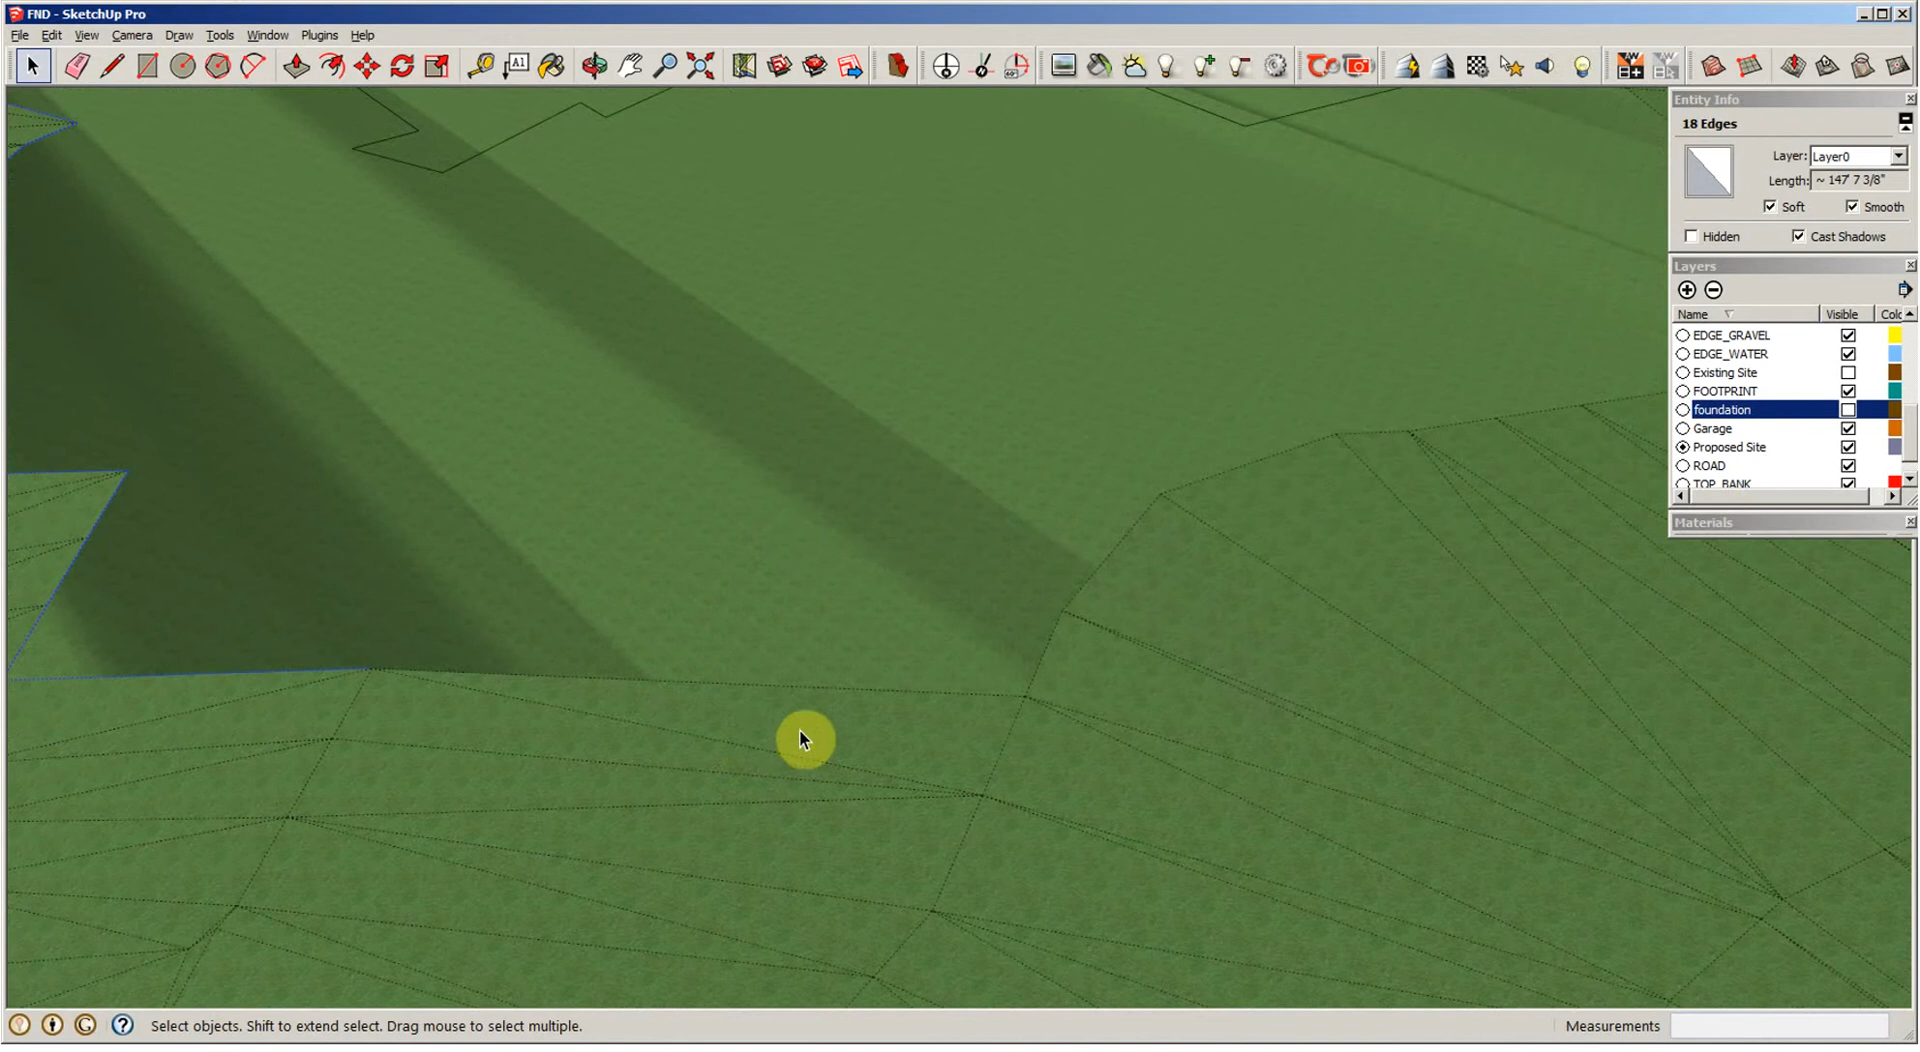 FND - SketchUp Pro
File Edit View Camera Draw Tools Window Plugins Help
A1
Entity Info
18 Edges
Layer: Layer0
Length: ~ 147' 7 3/8"
Soft Smooth
Hidden Cast Shadows
Layers
Name Visible Colc
EDGE_GRAVEL
EDGE_WATER
Existing Site
FOOTPRINT
foundation
Garage
Proposed Site
ROAD
TOP_BANK
Materials
Select objects. Shift to extend select. Drag mouse to select multiple.
Measurements